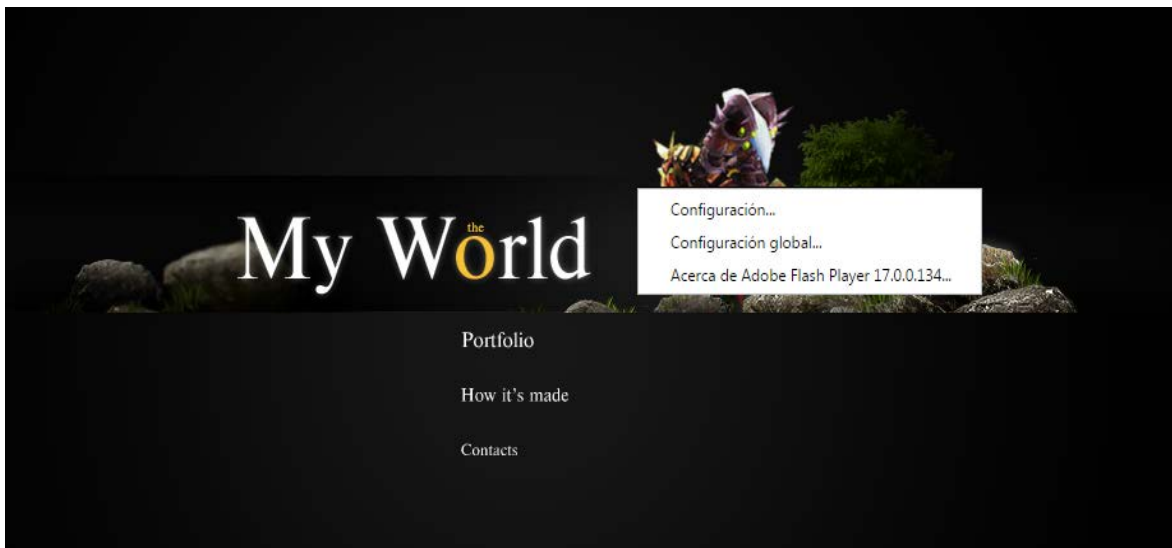 My World
the
Configuración...
Configuración global...
Acerca de Adobe Flash Player 17.0.0.134...
Portfolio
How it's made
Contacts